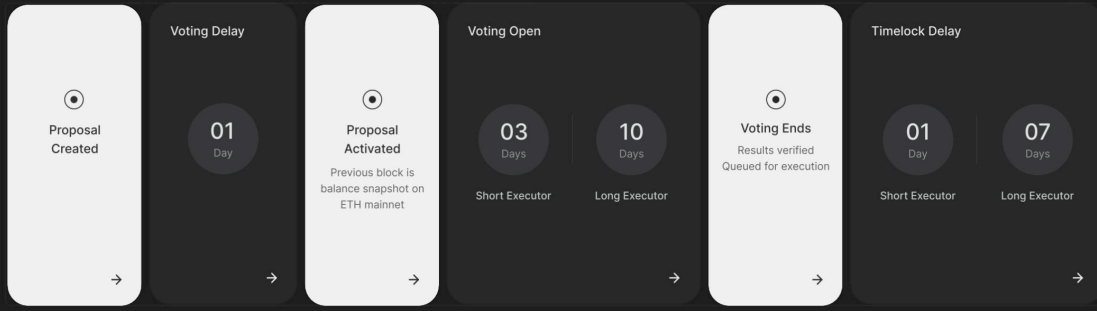 Proposal
Created
Voting Delay
01
Day
Proposal
Activated
Previous block is
balance snapshot on
ETH mainnet
Voting Open
03
Days
Short Executor
10
Days
Long Executor
Voting Ends
Results verified
Queued for execution
Timelock Delay
01
Day
Short Executor
07
Days
Long Executor